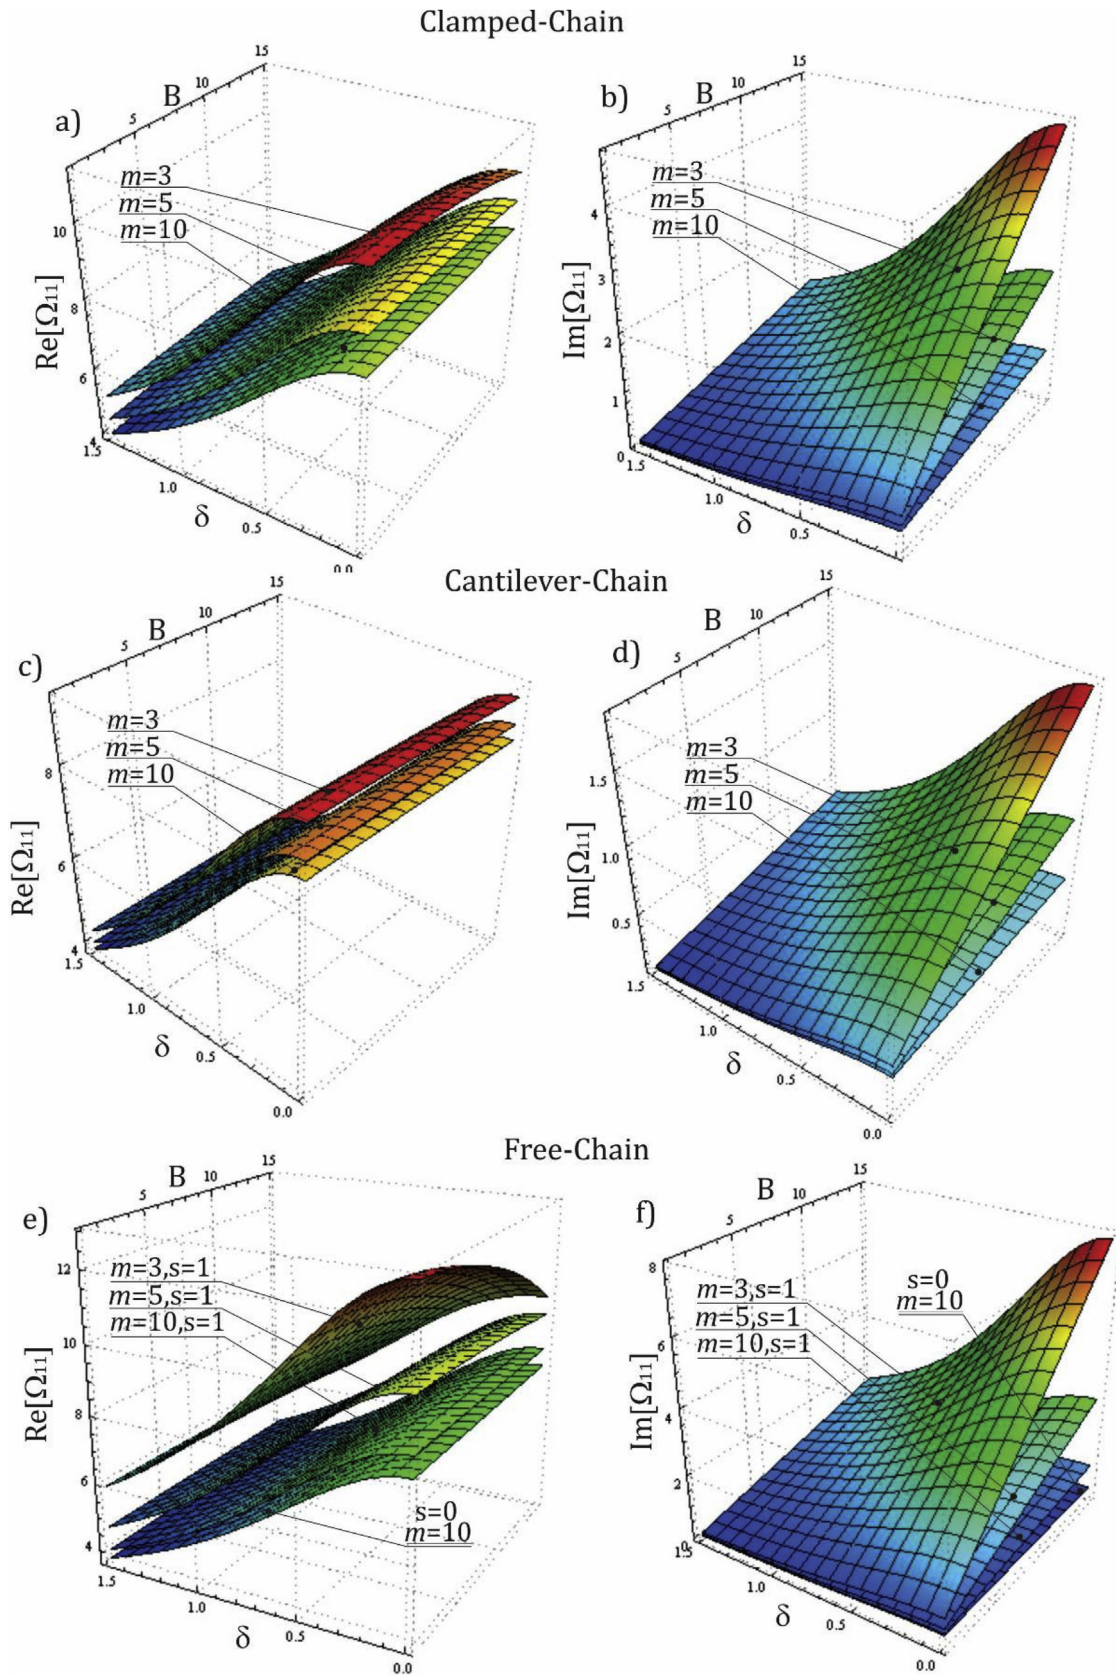 Clamped-Chain
a)
B
5
10
15
m=3
m=5
m=10
Re[Ω11]
10
8
6
4
1.5
1.0
0.5
0.0
δ
b)
B
5
10
15
m=3
m=5
m=10
Im[Ω11]
4
3
2
1
0
1.5
1.0
0.5
δ
Cantilever-Chain
c)
B
5
10
15
m=3
m=5
m=10
Re[Ω11]
8
6
4
1.5
1.0
0.5
0.0
δ
d)
B
5
10
15
m=3
m=5
m=10
Im[Ω11]
1.5
1.0
0.5
1.5
1.0
0.5
0.0
δ
Free-Chain
e)
B
5
10
15
m=3,s=1
m=5,s=1
m=10,s=1
Re[Ω11]
12
10
8
6
4
s=0
m=10
1.5
1.0
0.5
0.0
δ
f)
B
5
10
15
m=3,s=1
m=5,s=1
m=10,s=1
s=0
m=10
Im[Ω11]
8
6
4
2
0
1.5
1.0
0.5
0.0
δ